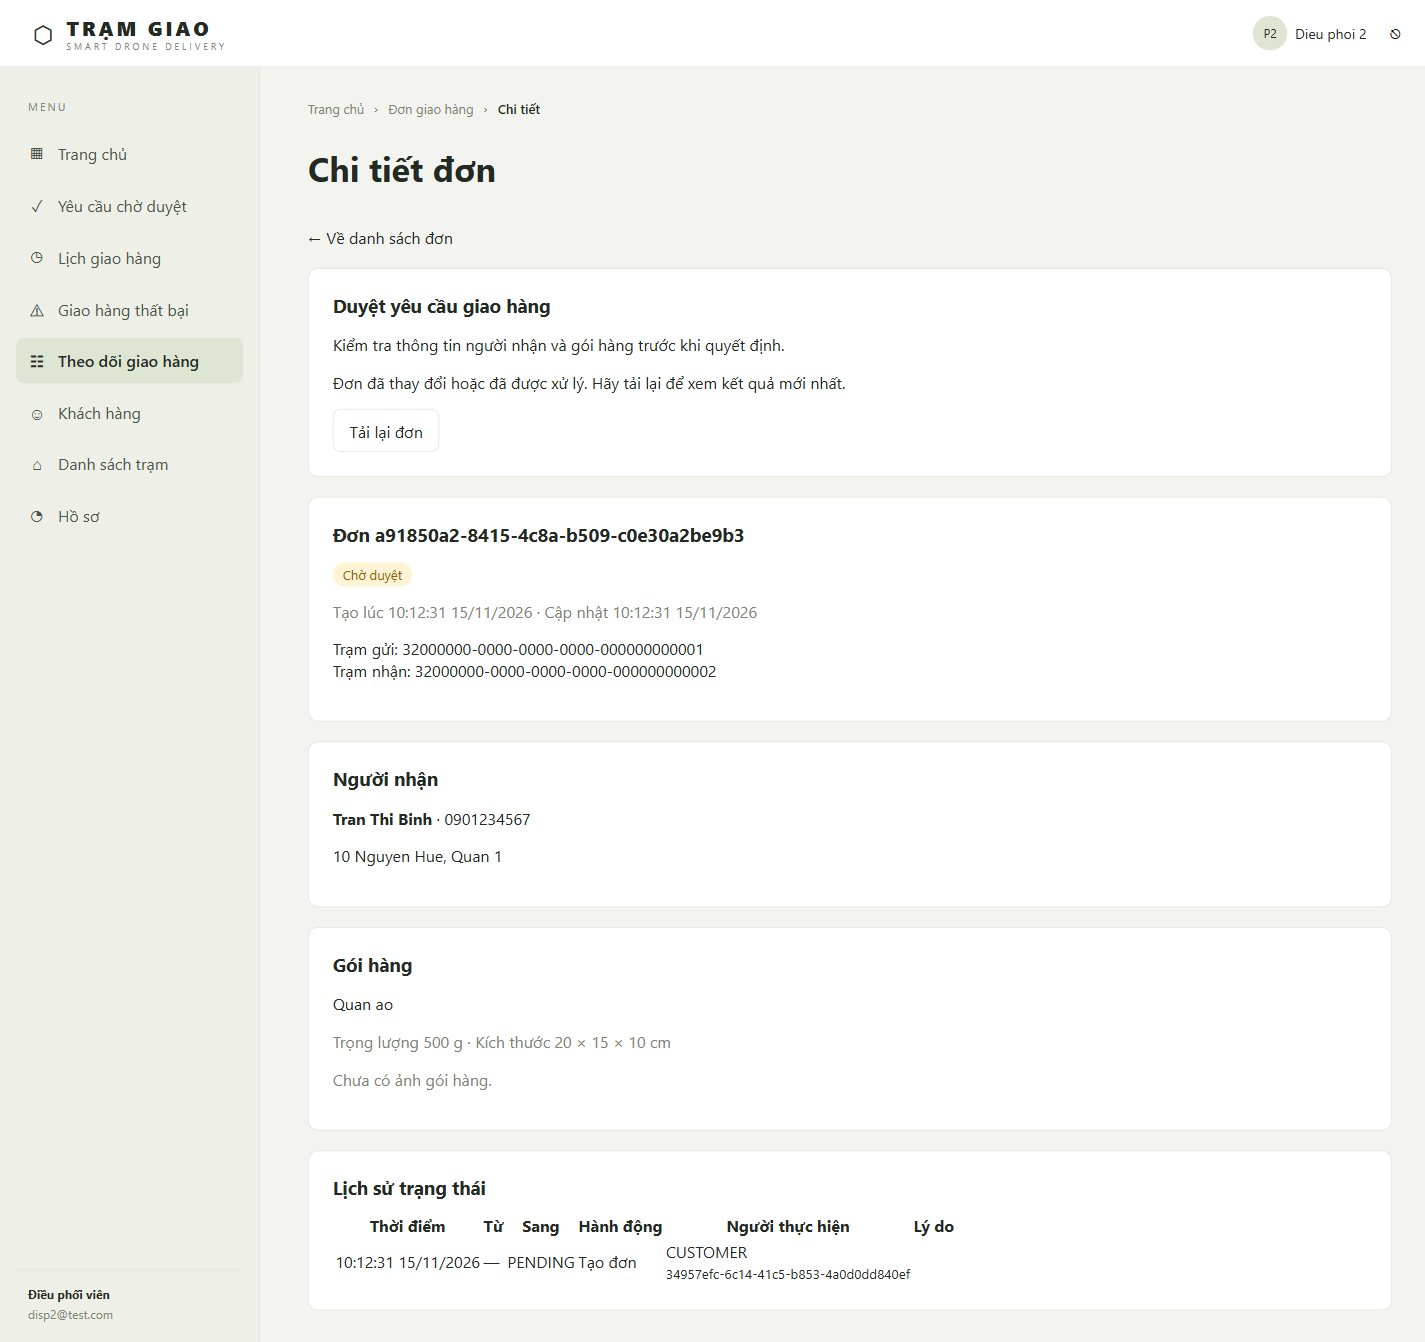 TRẠM GIAO
SMART DRONE DELIVERY
P2 Dieu phoi 2
MENU
Trang chủ
Yêu cầu chờ duyệt
Lịch giao hàng
Giao hàng thất bại
Theo dõi giao hàng
Khách hàng
Danh sách trạm
Hồ sơ
Điều phối viên
disp2@test.com
Trang chủ › Đơn giao hàng › Chi tiết
Chi tiết đơn
← Về danh sách đơn
Duyệt yêu cầu giao hàng
Kiểm tra thông tin người nhận và gói hàng trước khi quyết định.
Đơn đã thay đổi hoặc đã được xử lý. Hãy tải lại để xem kết quả mới nhất.
Tải lại đơn
Đơn a91850a2-8415-4c8a-b509-c0e30a2be9b3
Chờ duyệt
Tạo lúc 10:12:31 15/11/2026 · Cập nhật 10:12:31 15/11/2026
Trạm gửi: 32000000-0000-0000-0000-000000000001
Trạm nhận: 32000000-0000-0000-0000-000000000002
Người nhận
Tran Thi Binh · 0901234567
10 Nguyen Hue, Quan 1
Gói hàng
Quan ao
Trọng lượng 500 g · Kích thước 20 × 15 × 10 cm
Chưa có ảnh gói hàng.
Lịch sử trạng thái
Thời điểm Từ Sang Hành động Người thực hiện Lý do
10:12:31 15/11/2026 — PENDING Tạo đơn CUSTOMER
34957efc-6c14-41c5-b853-4a0d0dd840ef